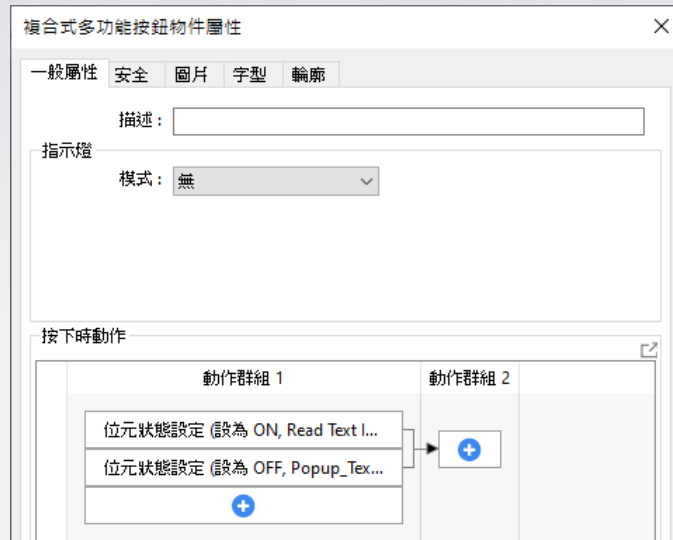 複合式多功能按鈕物件屬性
一般屬性 安全 圖片 字型 輪廓
描述：
指示燈
模式： 無
按下時動作
動作群組 1 動作群組 2
位元狀態設定 (設為 ON, Read Text I...
位元狀態設定 (設為 OFF, Popup_Tex...